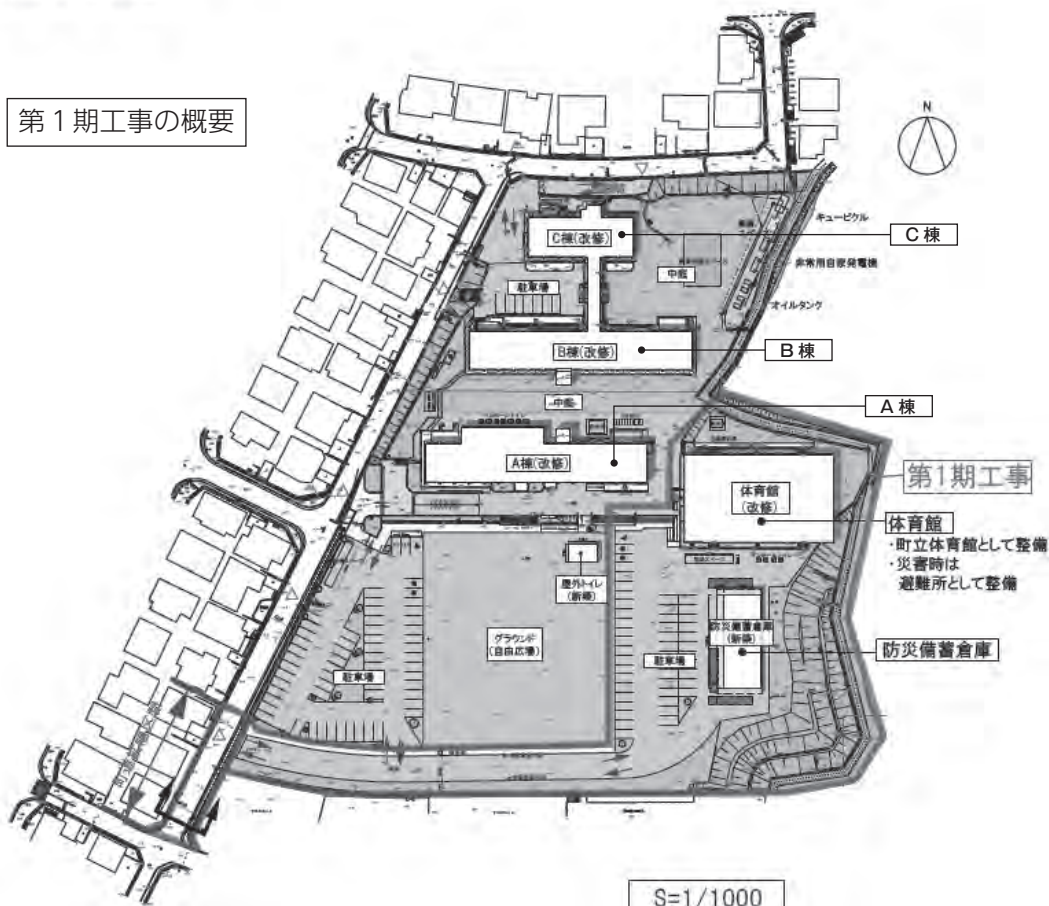 第1期工事の概要
N
キュービクル
非常用自家発電機
オイルタンク
C棟(改修)
C棟
中庭
駐車場
B棟(改修)
B棟
中庭
A棟
A棟(改修)
第1期工事
体育館
(改修)
体育館
・町立体育館として整備
・災害時は
避難所として整備
屋外トイレ
(新築)
グラウンド
(自由広場)
防災備蓄倉庫
(新築)
防災備蓄倉庫
駐車場
駐車場
S=1/1000